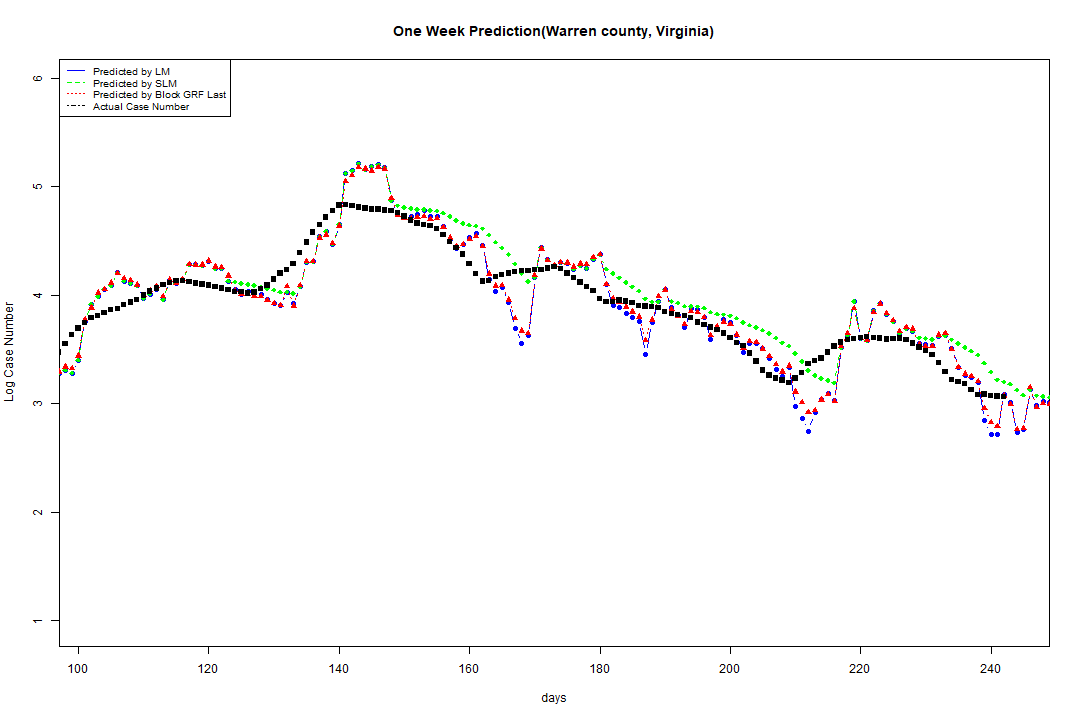 One Week Prediction(Warren county, Virginia)
Predicted by LM
Predicted by SLM
Predicted by Block GRF Last
Actual Case Number
6
5
4
3
2
1
Log Case Number
100 120 140 160 180 200 220 240
days